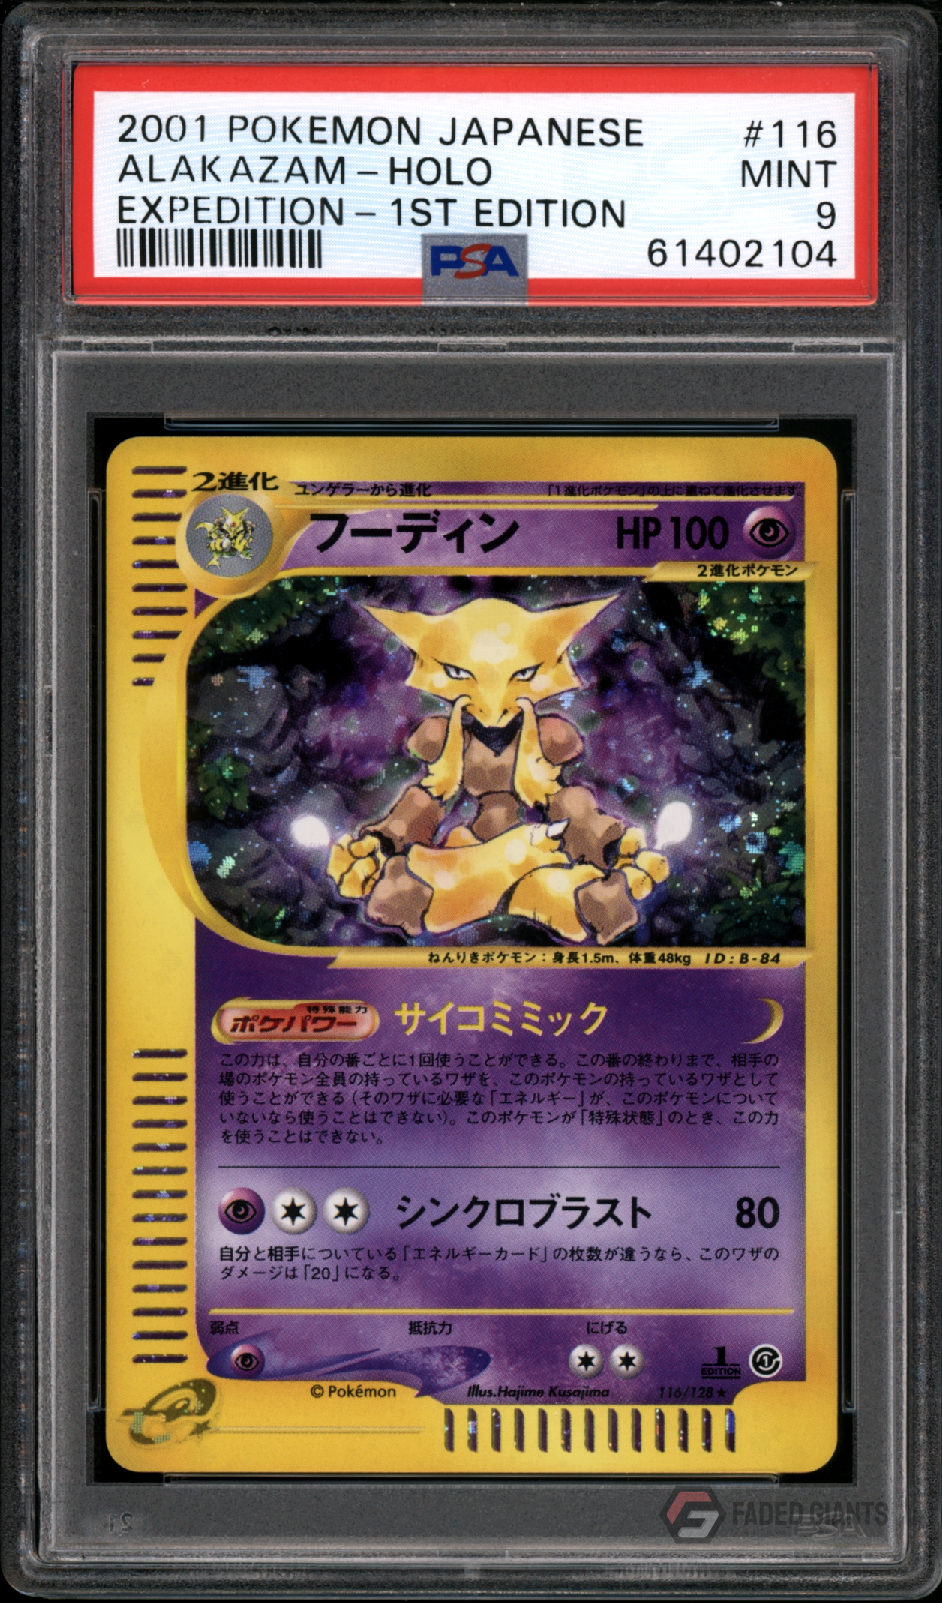 2001 POKEMON JAPANESE #116
ALAKAZAM - HOLO MINT
EXPEDITION - 1ST EDITION 9
PSA 61402104
2進化 ユンゲラーから進化 「1進化ポケモン」の上に重ねて進化させます。
フーディン HP100
2進化ポケモン
ねんりきポケモン：身長1.5m、体重48kg ID:B-84
特殊能力
ポケパワー サイコミミック
この力は、自分の番ごとに1回使うことができる。この番の終わりまで、相手の
場のポケモン全員の持っているワザを、このポケモンの持っているワザとして
使うことができる（そのワザに必要な「エネルギー」が、このポケモンについて
いないなら使うことはできない）。このポケモンが「特殊状態」のとき、この力
を使うことはできない。
シンクロブラスト 80
自分と相手についている「エネルギーカード」の枚数が違うなら、このワザの
ダメージは「20」になる。
弱点 抵抗力 にげる
1
EDITION
©Pokémon Illus.Hajime Kusajima 116/128★
e
FADED GIANTS